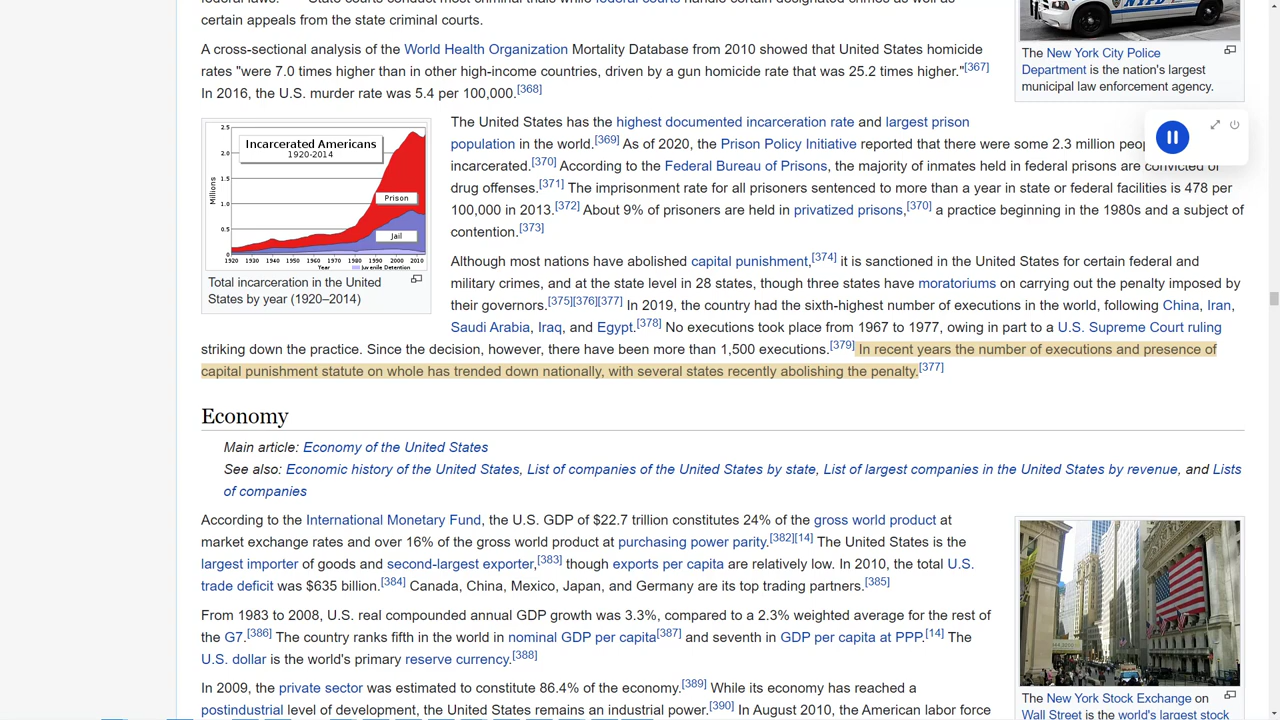 federal laws. State courts conduct most criminal trials while federal courts handle certain designated crimes as well as
certain appeals from the state criminal courts.
A cross-sectional analysis of the World Health Organization Mortality Database from 2010 showed that United States homicide
rates "were 7.0 times higher than in other high-income countries, driven by a gun homicide rate that was 25.2 times higher."[367]
In 2016, the U.S. murder rate was 5.4 per 100,000.[368]
NYPD
The New York City Police
Department is the nation's largest
municipal law enforcement agency.
Incarcerated Americans
1920-2014
Millions
2.5
2.0
1.5
1.0
0.5
0
Prison
Jail
1920 1930 1940 1950 1960 1970 1980 1990 2000 2010
Year
Juvenile Detention
Total incarceration in the United
States by year (1920–2014)
The United States has the highest documented incarceration rate and largest prison
population in the world.[369] As of 2020, the Prison Policy Initiative reported that there were some 2.3 million
incarcerated.[370] According to the Federal Bureau of Prisons, the majority of inmates held in federal prisons are convicted of
drug offenses.[371] The imprisonment rate for all prisoners sentenced to more than a year in state or federal facilities is 478 per
100,000 in 2013.[372] About 9% of prisoners are held in privatized prisons,[370] a practice beginning in the 1980s and a subject of
contention.[373]
Although most nations have abolished capital punishment,[374] it is sanctioned in the United States for certain federal and
military crimes, and at the state level in 28 states, though three states have moratoriums on carrying out the penalty imposed by
their governors.[375][376][377] In 2019, the country had the sixth-highest number of executions in the world, following China, Iran,
Saudi Arabia, Iraq, and Egypt.[378] No executions took place from 1967 to 1977, owing in part to a U.S. Supreme Court ruling
striking down the practice. Since the decision, however, there have been more than 1,500 executions.[379] In recent years the number of executions and presence of
capital punishment statute on whole has trended down nationally, with several states recently abolishing the penalty.[377]
Economy
Main article: Economy of the United States
See also: Economic history of the United States, List of companies of the United States by state, List of largest companies in the United States by revenue, and Lists
of companies
According to the International Monetary Fund, the U.S. GDP of $22.7 trillion constitutes 24% of the gross world product at
market exchange rates and over 16% of the gross world product at purchasing power parity.[382][14] The United States is the
largest importer of goods and second-largest exporter,[383] though exports per capita are relatively low. In 2010, the total U.S.
trade deficit was $635 billion.[384] Canada, China, Mexico, Japan, and Germany are its top trading partners.[385]
From 1983 to 2008, U.S. real compounded annual GDP growth was 3.3%, compared to a 2.3% weighted average for the rest of
the G7.[386] The country ranks fifth in the world in nominal GDP per capita[387] and seventh in GDP per capita at PPP.[14] The
U.S. dollar is the world's primary reserve currency.[388]
In 2009, the private sector was estimated to constitute 86.4% of the economy.[389] While its economy has reached a
postindustrial level of development, the United States remains an industrial power.[390] In August 2010, the American labor force
The New York Stock Exchange on
Wall Street is the world's largest stock